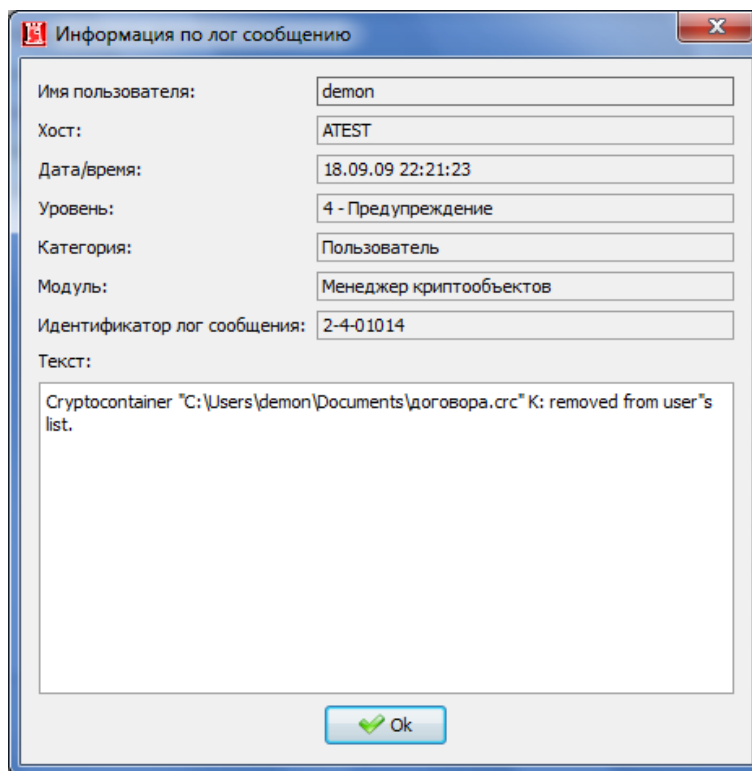 Информация по лог сообщению
Имя пользователя: demon
Хост: ATEST
Дата/время: 18.09.09 22:21:23
Уровень: 4 - Предупреждение
Категория: Пользователь
Модуль: Менеджер криптообъектов
Идентификатор лог сообщения: 2-4-01014
Текст:
Cryptocontainer "C:\Users\demon\Documents\договора.crc" K: removed from user"s
list.
Ok